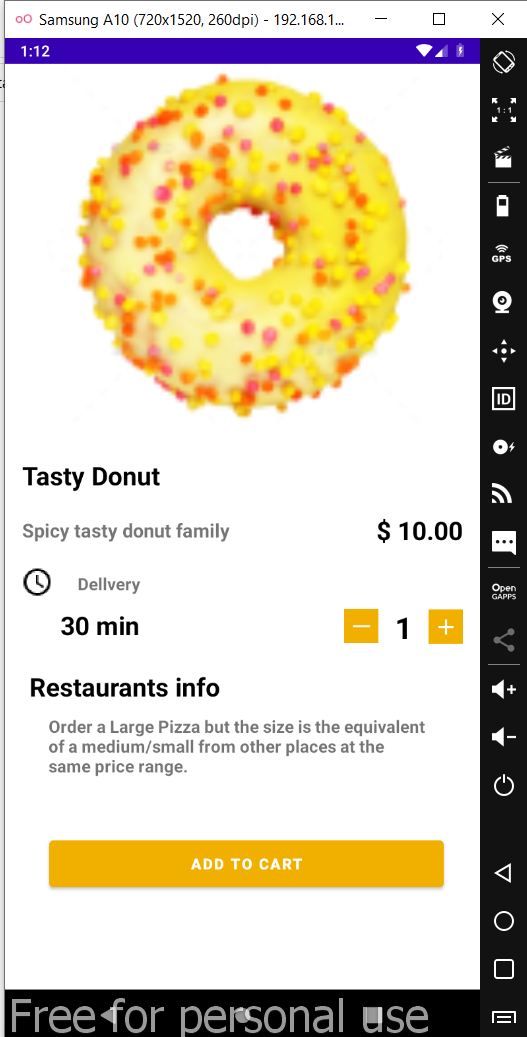 Samsung A10 (720x1520, 260dpi) - 192.168.1...
1:12
1 : 1
GPS
ID
Tasty Donut
Spicy tasty donut family
$ 10.00
Open
GAPPS
Dellvery
30 min
1
Restaurants info
Order a Large Pizza but the size is the equivalent
of a medium/small from other places at the
same price range.
ADD TO CART
Free for personal use